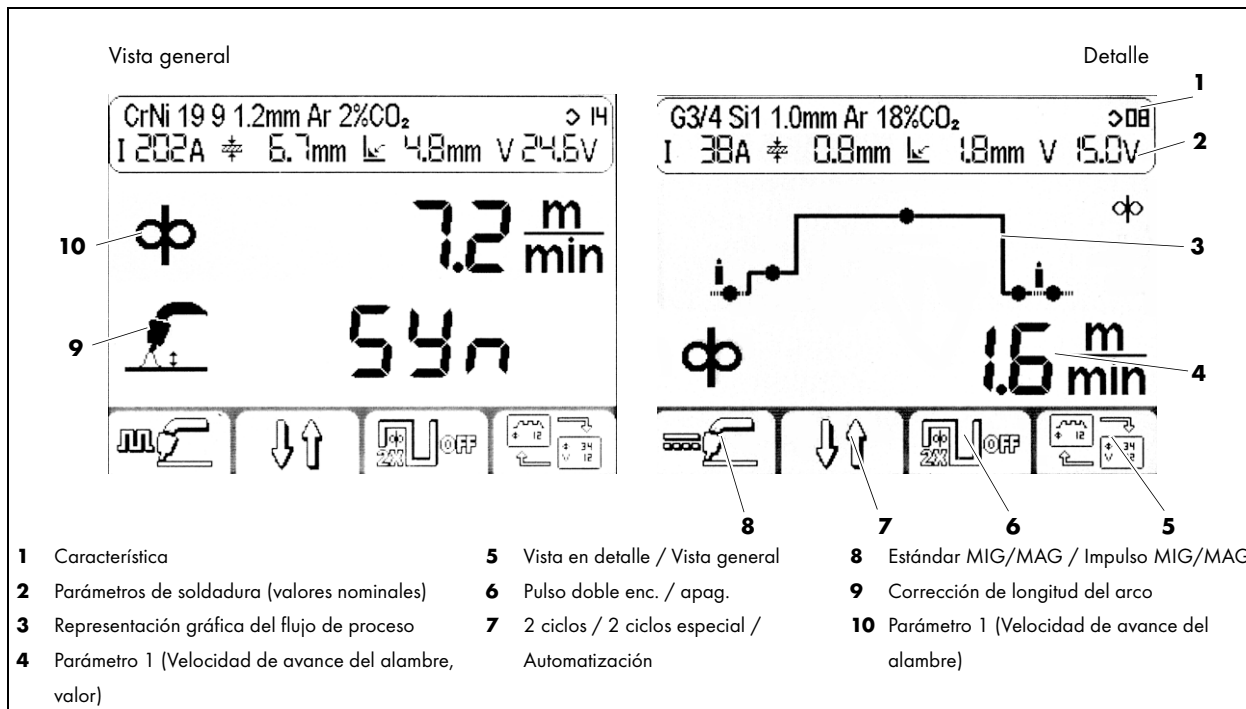 Vista general
Detalle
CrNi 19 9 1.2mm Ar 2%CO₂ 14
I 202A 6.7mm 4.8mm V 24.6V
10
7.2 m/min
9
Syn
2X OFF
12
34
V 12
1
G3/4 Si1 1.0mm Ar 18%CO₂ 08
2
I 38A 0.8mm 1.8mm V 15.0V
3
1.6 m/min
4
2X OFF
12
34
V 12
8
7
6
5
1 Característica
2 Parámetros de soldadura (valores nominales)
3 Representación gráfica del flujo de proceso
4 Parámetro 1 (Velocidad de avance del alambre,
valor)
5 Vista en detalle / Vista general
6 Pulso doble enc. / apag.
7 2 ciclos / 2 ciclos especial /
Automatización
8 Estándar MIG/MAG / Impulso MIG/MAG
9 Corrección de longitud del arco
10 Parámetro 1 (Velocidad de avance del
alambre)